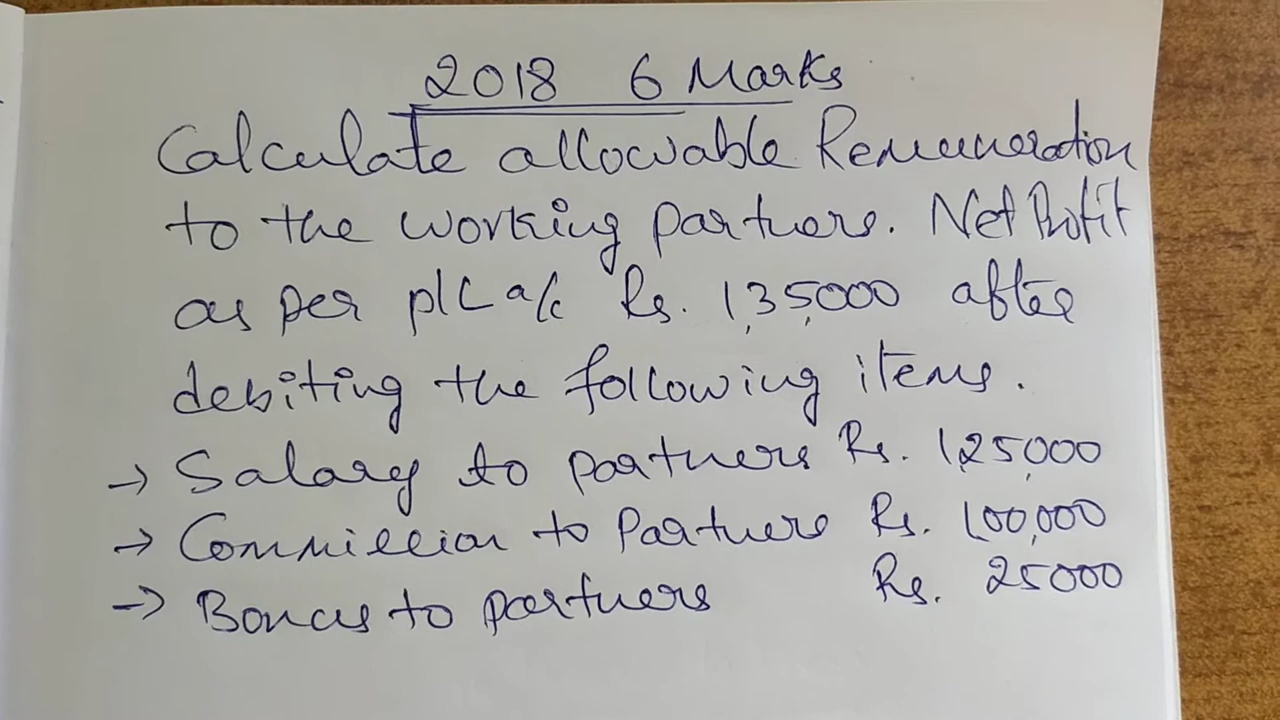 2018 6 Marks
Calculate allowable Remuneration
to the working partners. Net Profit
as per p/L a/c Rs. 1,35,000 after
debiting the following items.
→ Salary to partners Rs. 1,25,000
→ Commission to Partners Rs. 1,00,000
→ Bonus to partners Rs. 25000